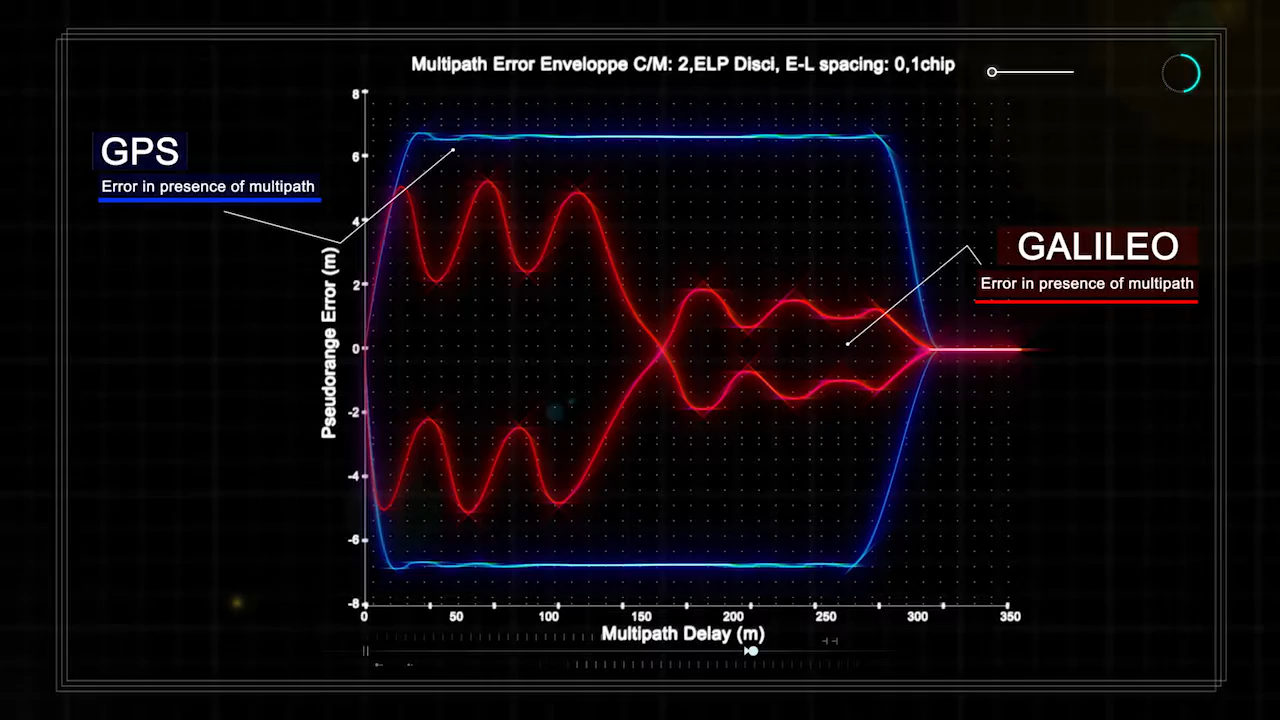 Multipath Error Enveloppe C/M: 2,ELP Disci, E-L spacing: 0,1chip
GPS
Error in presence of multipath
GALILEO
Error in presence of multipath
Pseudorange Error (m)
8
6
4
2
0
-2
-4
-6
-8
0 50 100 150 200 250 300 350
Multipath Delay (m)